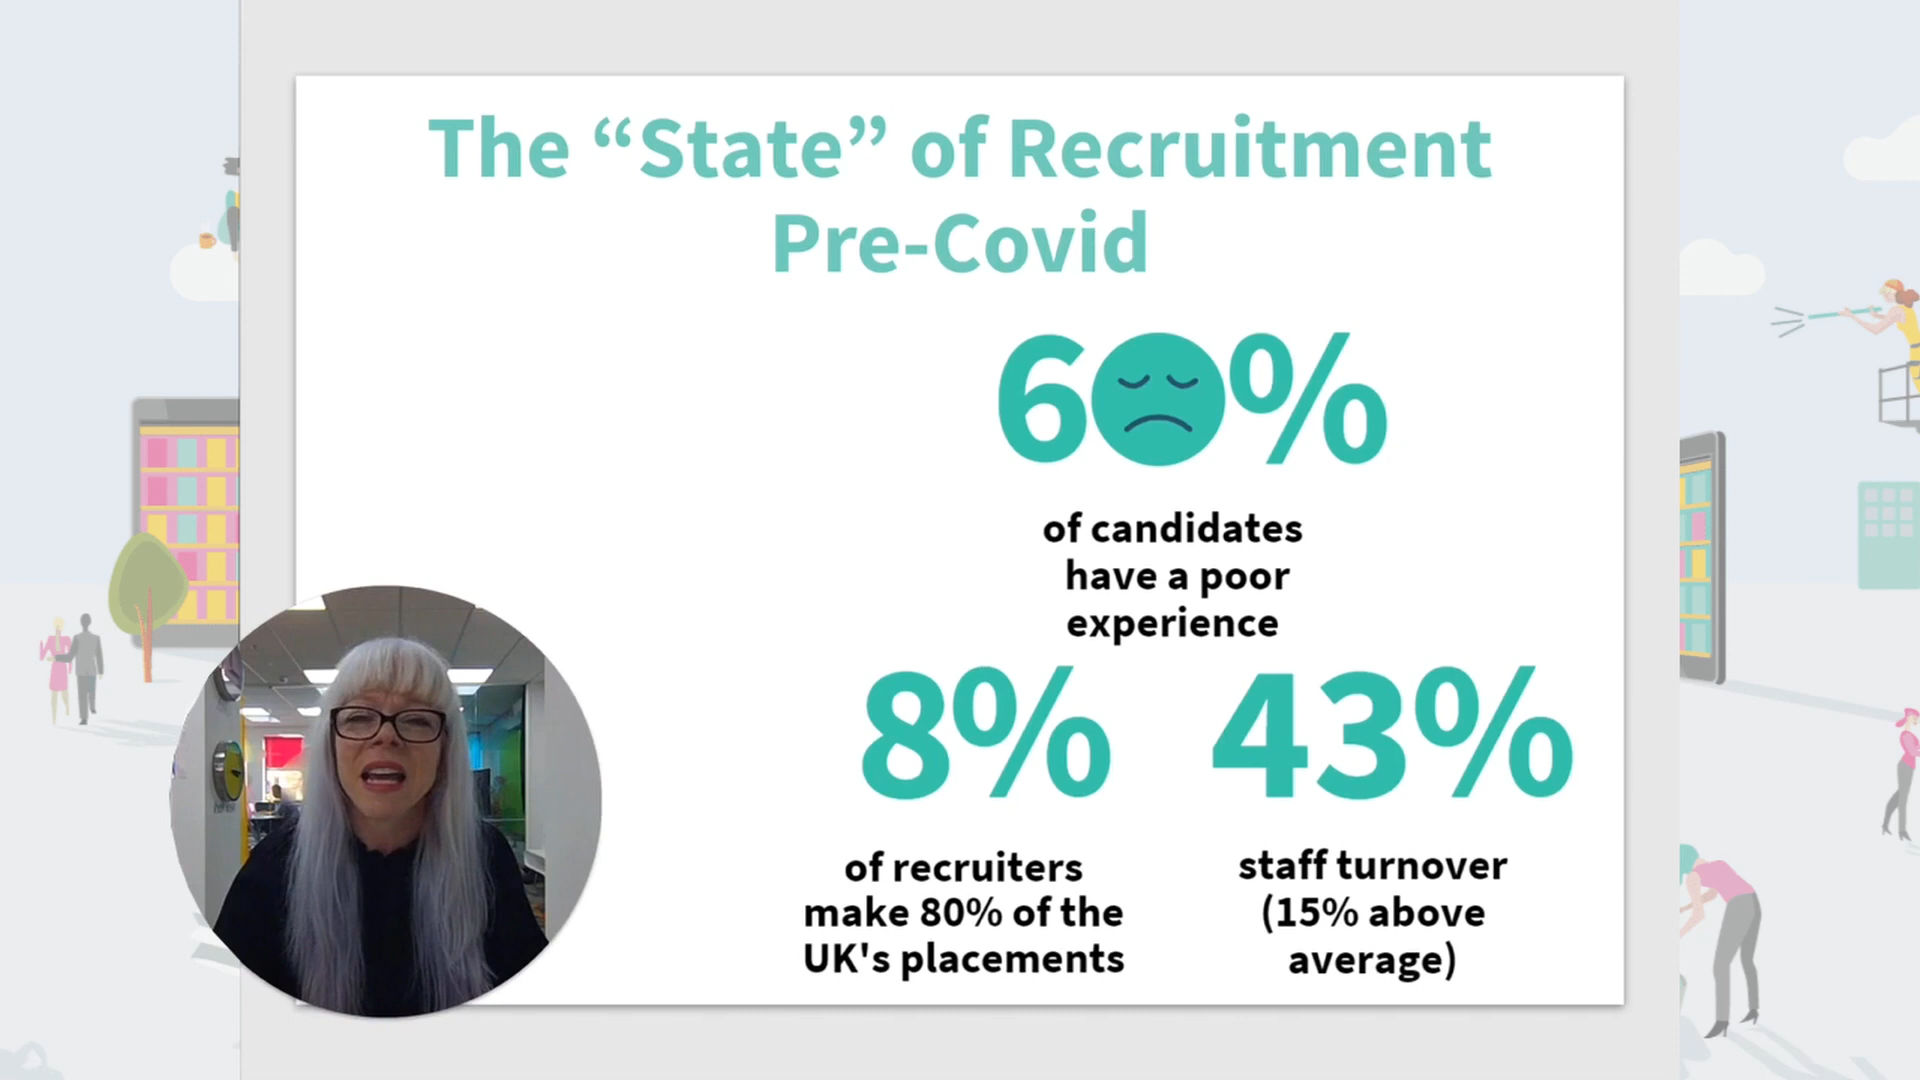 The “State” of Recruitment
Pre-Covid
60%
of candidates
have a poor
experience
8%
of recruiters
make 80% of the
UK's placements
43%
staff turnover
(15% above
average)